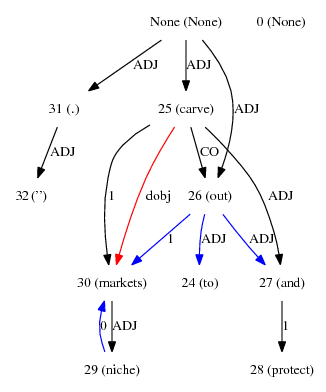 None (None) 0 (None)
ADJ ADJ
31 (.) 25 (carve) ADJ
ADJ CO
32 ('') 1 dobj 26 (out) ADJ
1 ADJ ADJ
30 (markets) 24 (to) 27 (and)
0 ADJ 1
29 (niche) 28 (protect)